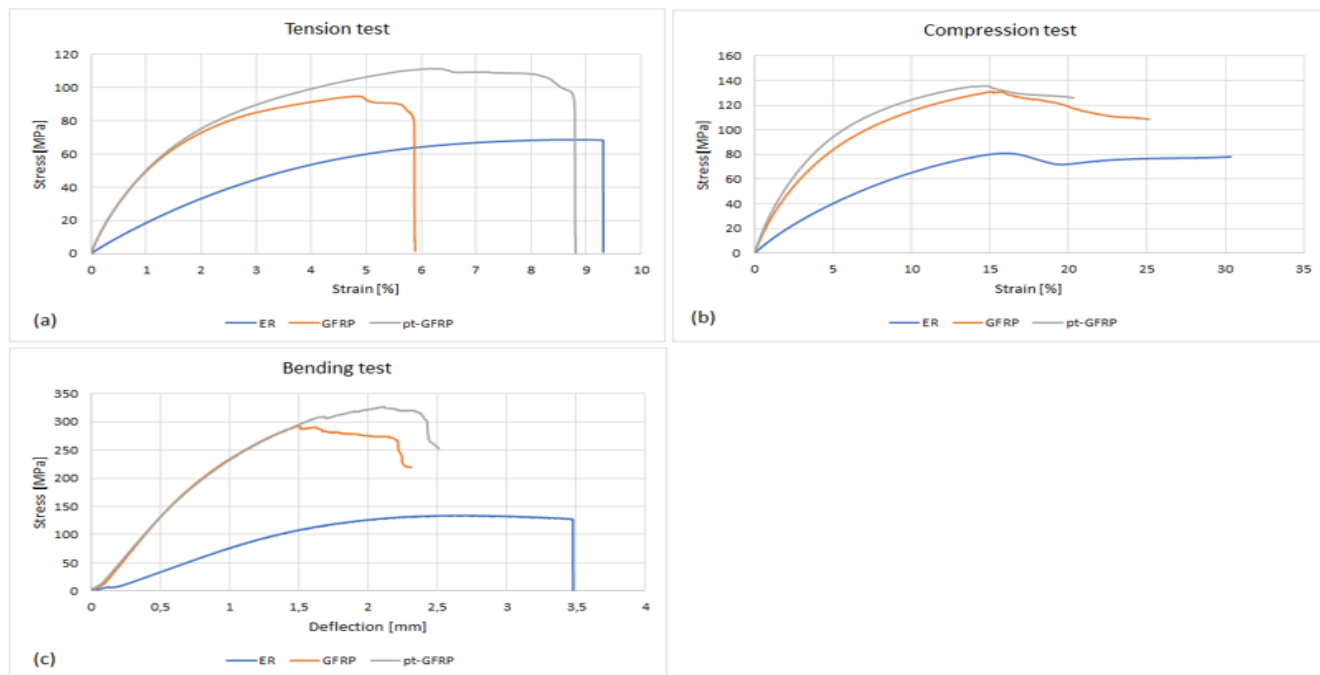 Tension test
Stress[MPa]
120
100
80
60
40
20
0
0 1 2 3 4 5 6 7 8 9 10
Strain [%]
(a)
ER GFRP pt-GFRP
Compression test
Stress[MPa]
160
140
120
100
80
60
40
20
0
0 5 10 15 20 25 30 35
Strain [%]
(b)
ER GFRP pt-GFRP
Bending test
Stress [MPa]
350
300
250
200
150
100
50
0
0 0,5 1 1,5 2 2,5 3 3,5 4
Deflection [mm]
(c)
ER GFRP pt-GFRP